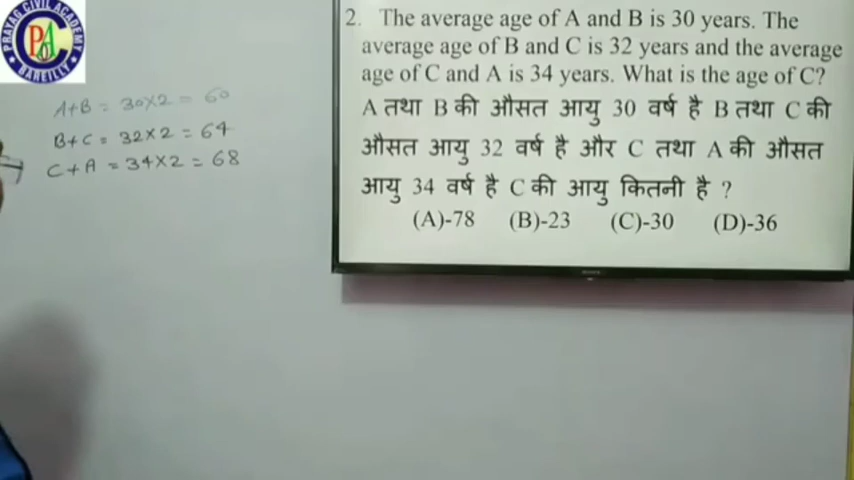 PRAYAG CIVIL ACADEMY
PCA
BAREILLY
A+B = 30×2 = 60
B+C = 32×2 = 64
C+A = 34×2 = 68
2. The average age of A and B is 30 years. The
average age of B and C is 32 years and the average
age of C and A is 34 years. What is the age of C?
A तथा B की औसत आयु 30 वर्ष है B तथा C की
औसत आयु 32 वर्ष है और C तथा A की औसत
आयु 34 वर्ष है C की आयु कितनी है ?
(A)-78 (B)-23 (C)-30 (D)-36
SONY